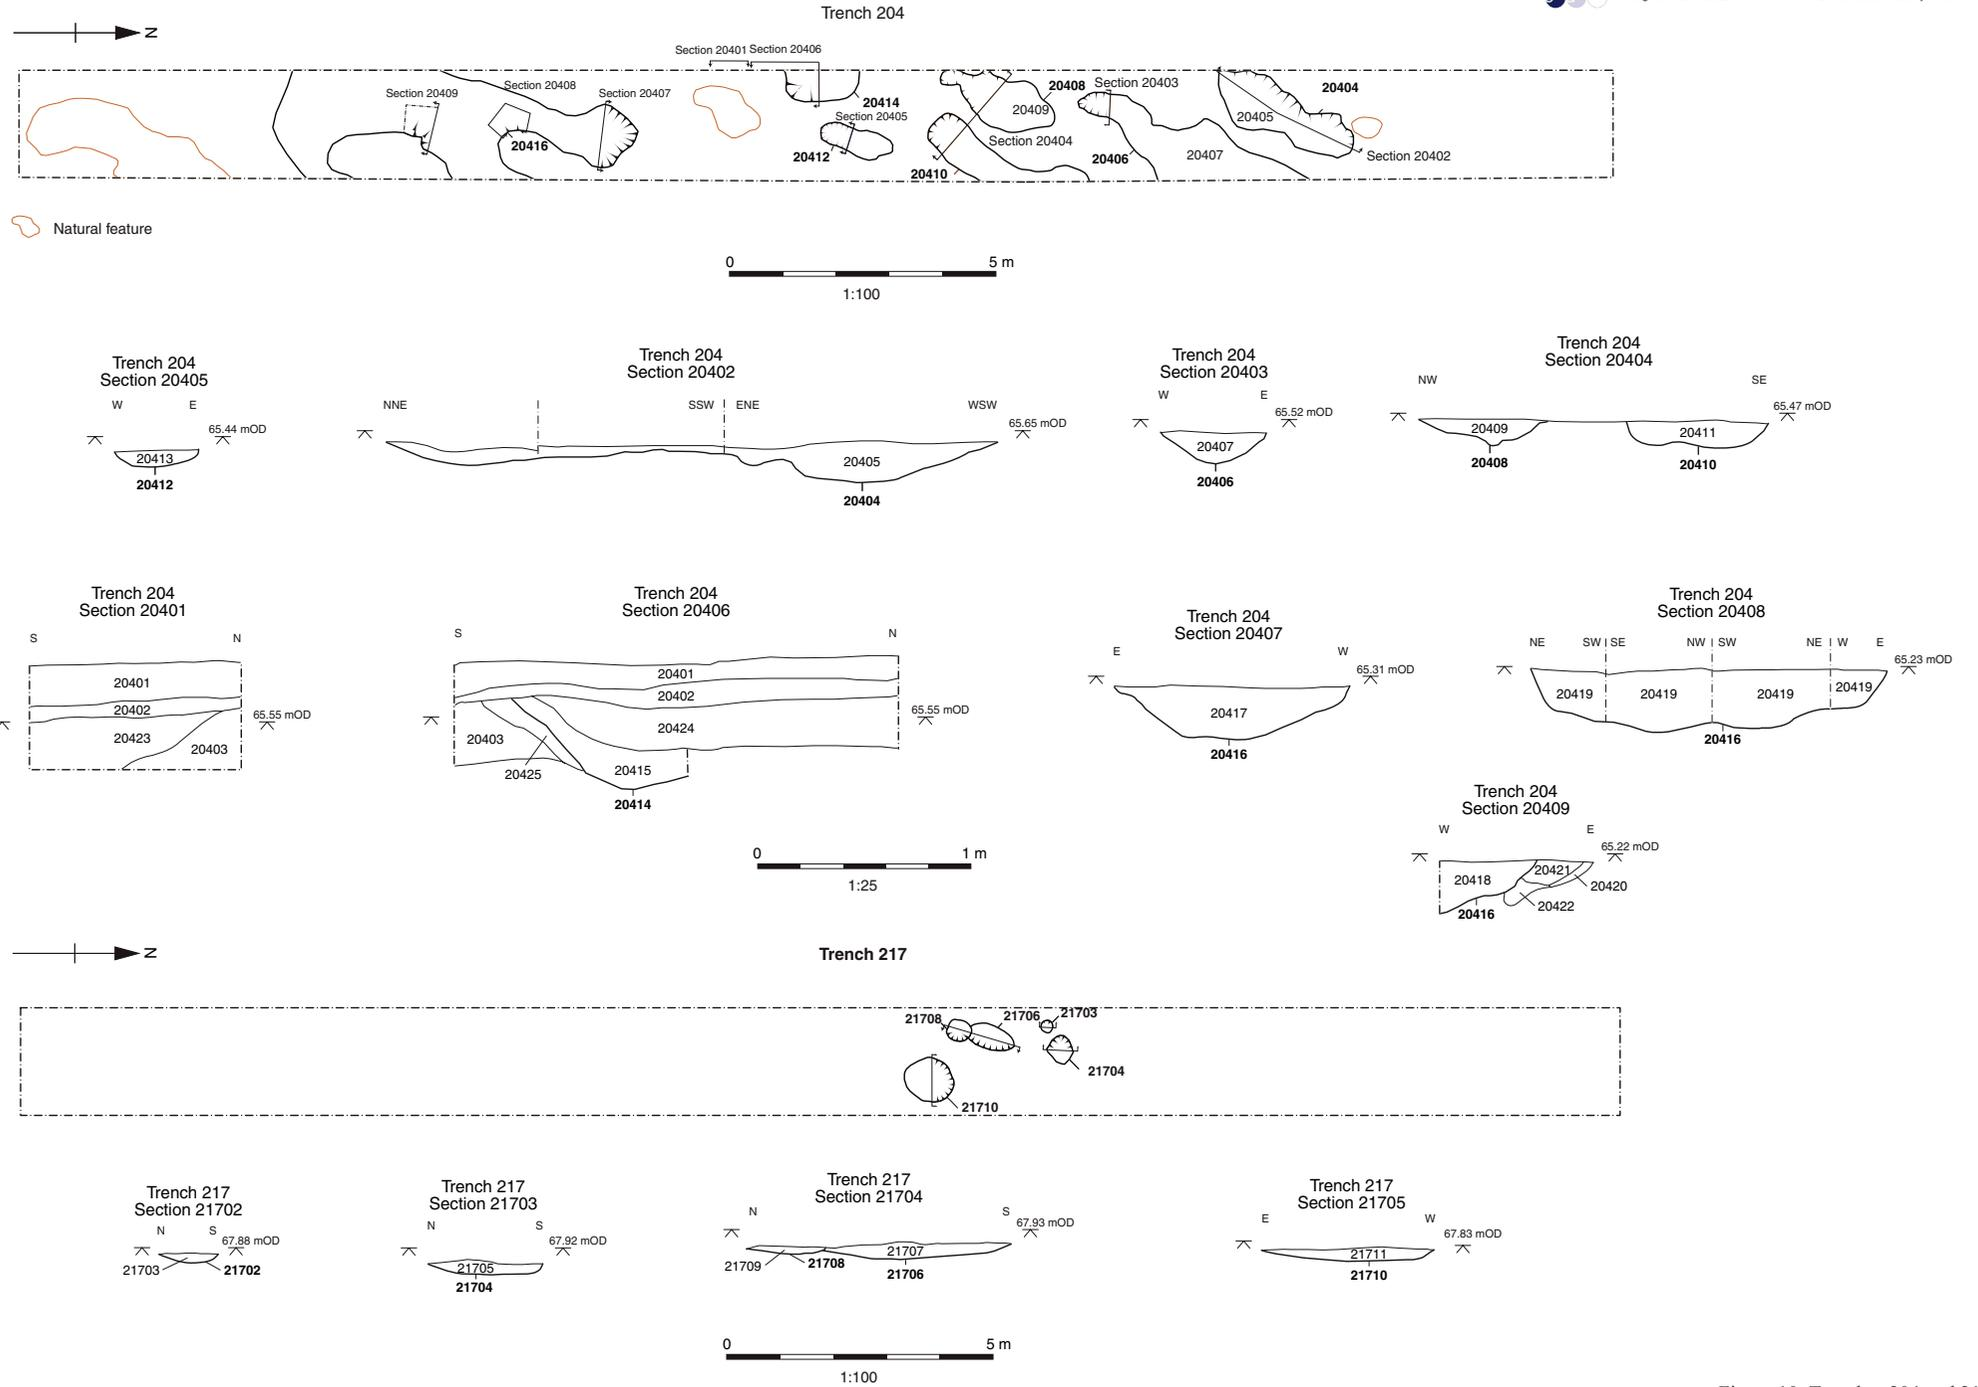 Trench 204
N
Section 20401 Section 20406
Section 20409
Section 20408
Section 20407
20416
20414
Section 20405
20412
20408
20409
Section 20404
20410
Section 20403
20406
20407
20404
20405
Section 20402
Natural feature
0 5 m
1:100
Trench 204
Section 20405
W E
65.44 mOD
20413
20412
Trench 204
Section 20402
NNE SSW ENE WSW
65.65 mOD
20405
20404
Trench 204
Section 20403
W E
65.52 mOD
20407
20406
Trench 204
Section 20404
NW SE
65.47 mOD
20409
20411
20408
20410
Trench 204
Section 20401
S N
20401
20402
65.55 mOD
20423
20403
Trench 204
Section 20406
S N
20401
20402
65.55 mOD
20424
20403
20425
20415
20414
Trench 204
Section 20407
E W
65.31 mOD
20417
20416
Trench 204
Section 20408
NE SW SE NW SW NE W E
65.23 mOD
20419 20419 20419 20419
20416
Trench 204
Section 20409
W E
65.22 mOD
20418
20421
20420
20422
20416
0 1 m
1:25
N
Trench 217
21708
21706
21703
21704
21710
Trench 217
Section 21702
N S
67.88 mOD
21703
21702
Trench 217
Section 21703
N S
67.92 mOD
21705
21704
Trench 217
Section 21704
N S
67.93 mOD
21707
21709
21708
21706
Trench 217
Section 21705
E W
67.83 mOD
21711
21710
0 5 m
1:100